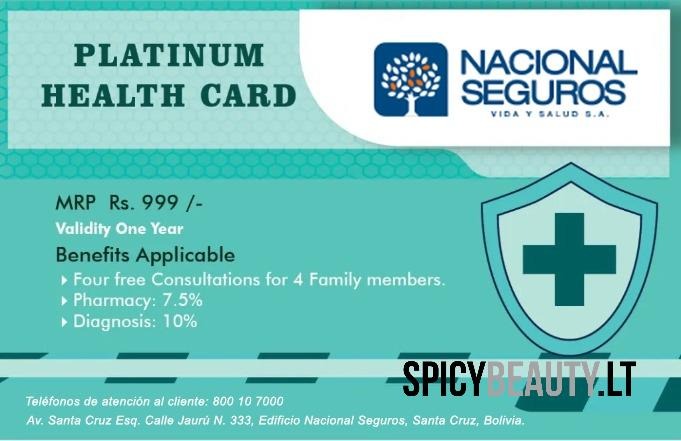 PLATINUM
HEALTH CARD
NACIONAL
SEGUROS
VIDA Y SALUD S.A.
MRP Rs. 999 /-
Validity One Year
Benefits Applicable
Four free Consultations for 4 Family members.
Pharmacy: 7.5%
Diagnosis: 10%
SPICYBEAUTY.LT
Teléfonos de atención al cliente: 800 10 7000
Av. Santa Cruz Esq. Calle Jaurú N. 333, Edificio Nacional Seguros, Santa Cruz, Bolivia.